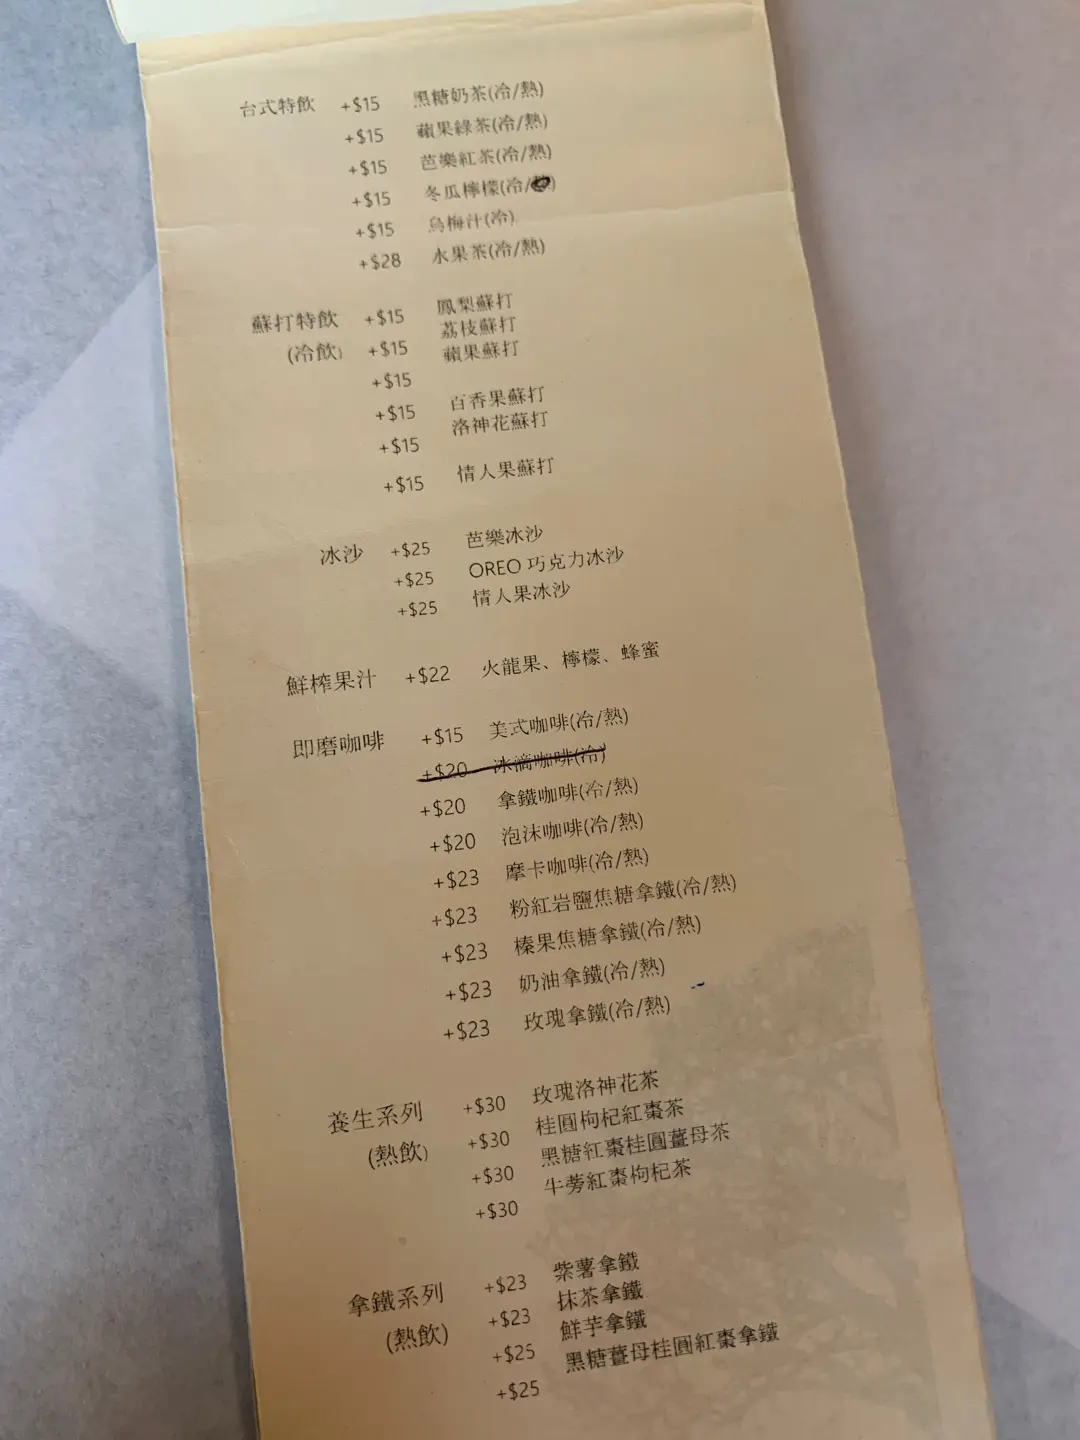 台式特飲 +$15 黑糖奶茶(冷/熱)
+$15 蘋果綠茶(冷/熱)
+$15 芭樂紅茶(冷/熱)
+$15 冬瓜檸檬(冷/)
+$15 烏梅汁(冷)
+$28 水果茶(冷/熱)
蘇打特飲 +$15 鳳梨蘇打
荔枝蘇打
(冷飲) +$15 蘋果蘇打
+$15
+$15 百香果蘇打
+$15 洛神花蘇打
+$15 情人果蘇打
冰沙 +$25 芭樂冰沙
+$25 OREO 巧克力冰沙
+$25 情人果冰沙
鮮榨果汁 +$22 火龍果、檸檬、蜂蜜
即磨咖啡 +$15 美式咖啡(冷/熱)
+$20 冰滴咖啡(冷)
+$20 拿鐵咖啡(冷/熱)
+$20 泡沫咖啡(冷/熱)
+$23 摩卡咖啡(冷/熱)
+$23 粉紅岩鹽焦糖拿鐵(冷/熱)
+$23 榛果焦糖拿鐵(冷/熱)
+$23 奶油拿鐵(冷/熱)
+$23 玫瑰拿鐵(冷/熱)
養生系列 +$30 玫瑰洛神花茶
(熱飲) +$30 桂圓枸杞紅棗茶
+$30 黑糖紅棗桂圓薑母茶
+$30 牛蒡紅棗枸杞茶
拿鐵系列 +$23 紫薯拿鐵
(熱飲) +$23 抹茶拿鐵
+$25 鮮芋拿鐵
+$25 黑糖薑母桂圓紅棗拿鐵